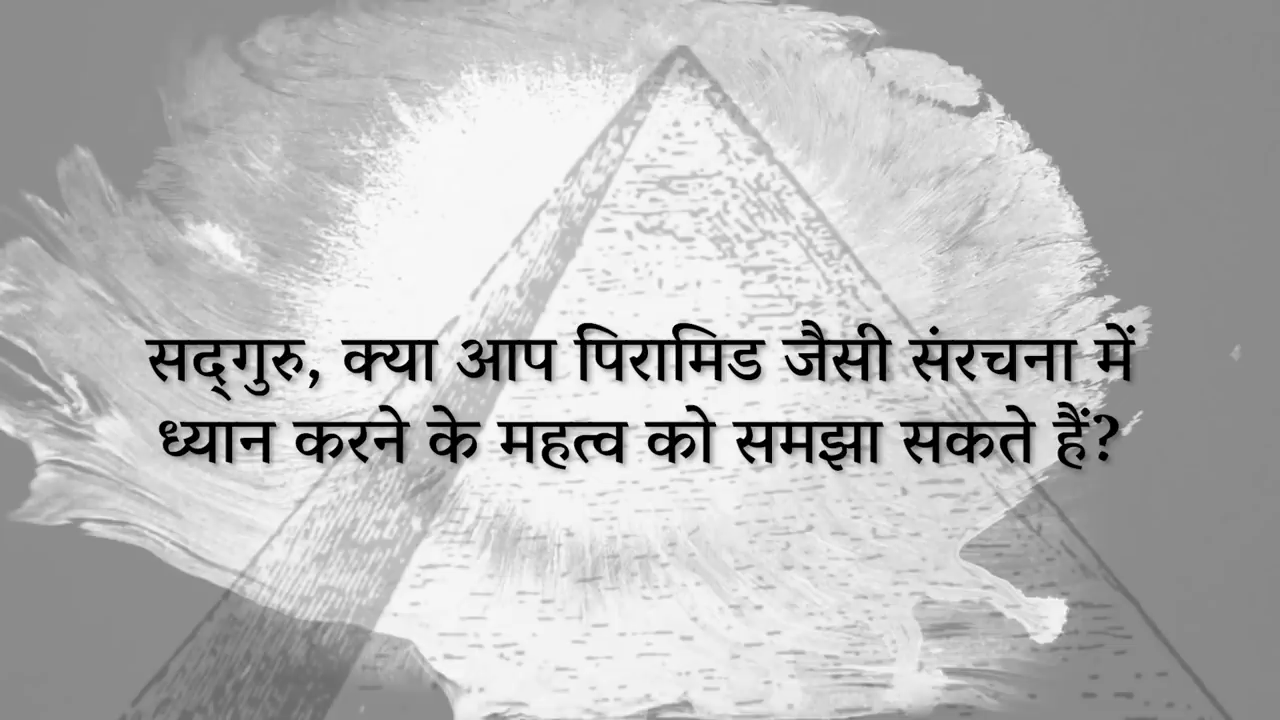 सद्गुरु, क्या आप पिरामिड जैसी संरचना में
ध्यान करने के महत्व को समझा सकते हैं?